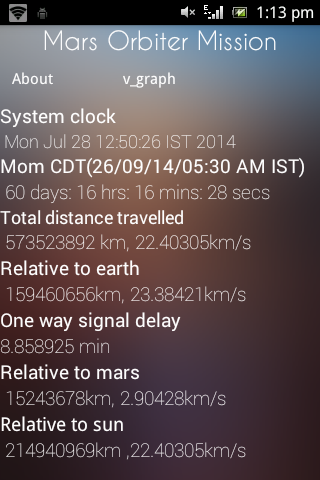 1:13 pm
Mars Orbiter Mission
About v_graph
System clock
Mon Jul 28 12:50:26 IST 2014
Mom CDT(26/09/14/05:30 AM IST)
60 days: 16 hrs: 16 mins: 28 secs
Total distance travelled
573523892 km, 22.40305km/s
Relative to earth
159460656km, 23.38421km/s
One way signal delay
8.858925 min
Relative to mars
15243678km, 2.90428km/s
Relative to sun
214940969km ,22.40305km/s